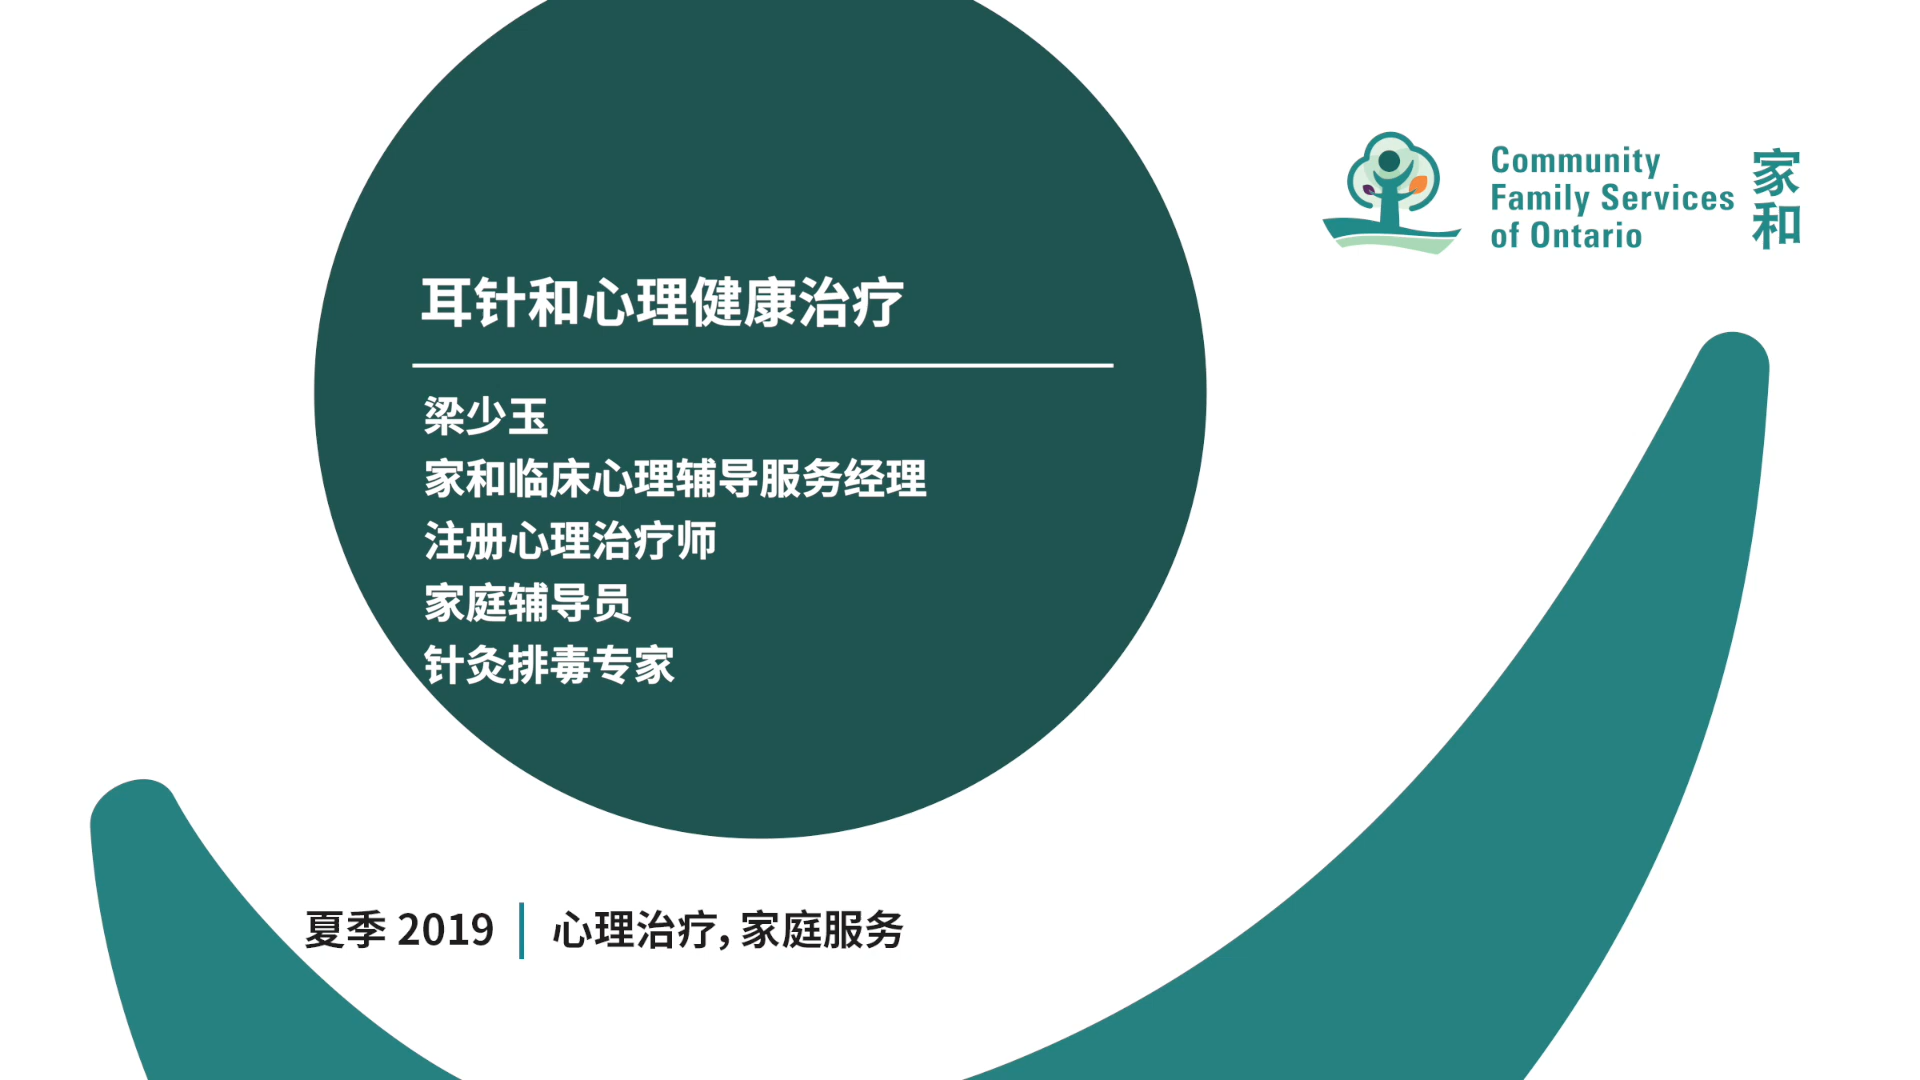 Community
Family Services
of Ontario
家和
耳针和心理健康治疗
梁少玉
家和临床心理辅导服务经理
注册心理治疗师
家庭辅导员
针灸排毒专家
夏季 2019
心理治疗, 家庭服务